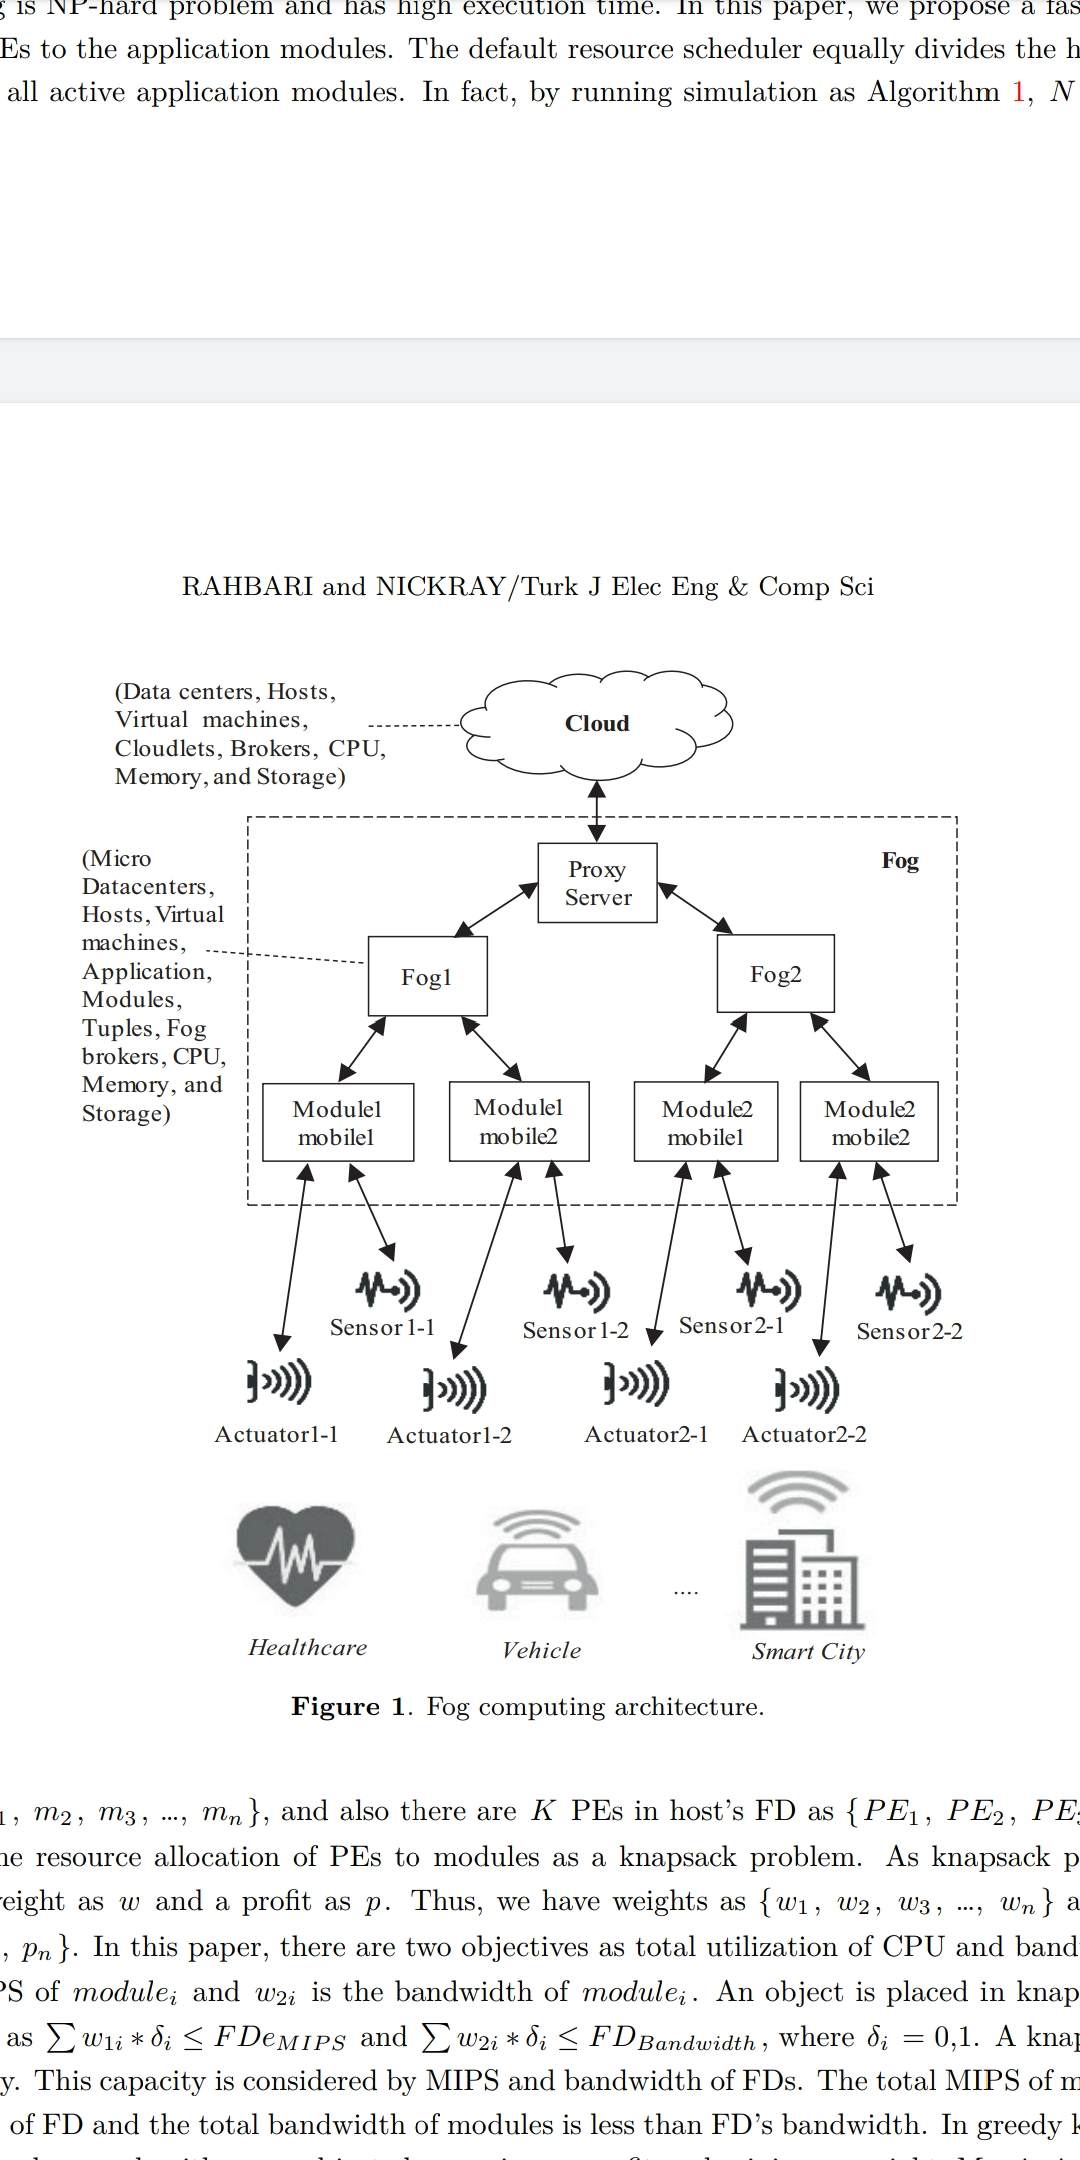 is NP-hard problem and has high execution time. In this paper, we propose a fas
Es to the application modules. The default resource scheduler equally divides the h
all active application modules. In fact, by running simulation as Algorithm 1, N
RAHBARI and NICKRAY/Turk J Elec Eng & Comp Sci
(Data centers, Hosts,
Virtual machines,
Cloudlets, Brokers, CPU,
Memory, and Storage)
Cloud
(Micro
Datacenters,
Hosts, Virtual
machines,
Application,
Modules,
Tuples, Fog
brokers, CPU,
Memory, and
Storage)
Fog
Proxy
Server
Fog1
Fog2
Module1
mobile1
Module1
mobile2
Module2
mobile1
Module2
mobile2
Sensor1-1
Sensor1-2
Sensor2-1
Sensor2-2
Actuator1-1
Actuator1-2
Actuator2-1
Actuator2-2
....
Healthcare
Vehicle
Smart City
Figure 1. Fog computing architecture.
1, m2, m3, ..., mn}, and also there are K PEs in host's FD as {PE1, PE2, PE3
he resource allocation of PEs to modules as a knapsack problem. As knapsack p
eight as w and a profit as p. Thus, we have weights as {w1, w2, w3, ..., wn} a
, pn}. In this paper, there are two objectives as total utilization of CPU and band
PS of modulei and w2i is the bandwidth of modulei. An object is placed in knap
as ∑ w1i ∗ δi ≤ FDeMIPS and ∑ w2i ∗ δi ≤ FDBandwidth, where δi = 0,1. A knap
y. This capacity is considered by MIPS and bandwidth of FDs. The total MIPS of m
of FD and the total bandwidth of modules is less than FD's bandwidth. In greedy k